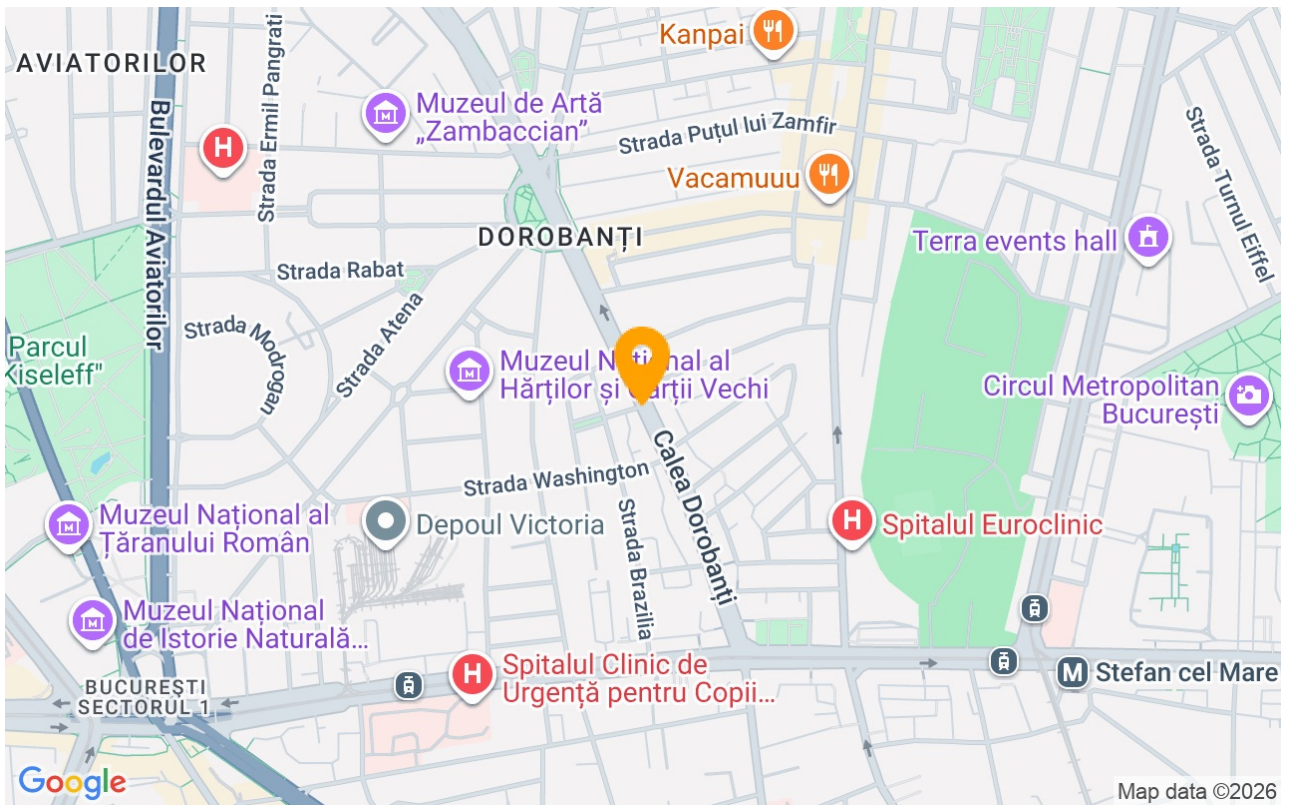 Kanpai
AVIATORILOR
Strada Ermil Pangrati
Muzeul de Artă
„Zambaccian”
Strada Puțul lui Zamfir
Strada Turnul Eiffel
Bulevardul Aviatorilor
H
Vacamuuu
DOROBANȚI
Terra events hall
Strada Rabat
Strada Atena
Strada Modrogan
Parcul
Kiseleff"
Muzeul Național al
Hărților și Cărții Vechi
Circul Metropolitan
București
Calea Dorobanți
Strada Washington
Strada Brazilia
Muzeul Național al
Țăranului Român
Depoul Victoria
H
Spitalul Euroclinic
Muzeul Național
de Istorie Naturală...
H
Spitalul Clinic de
Urgență pentru Copii...
M
Stefan cel Mare
BUCUREȘTI
SECTORUL 1
Google
Map data ©2026